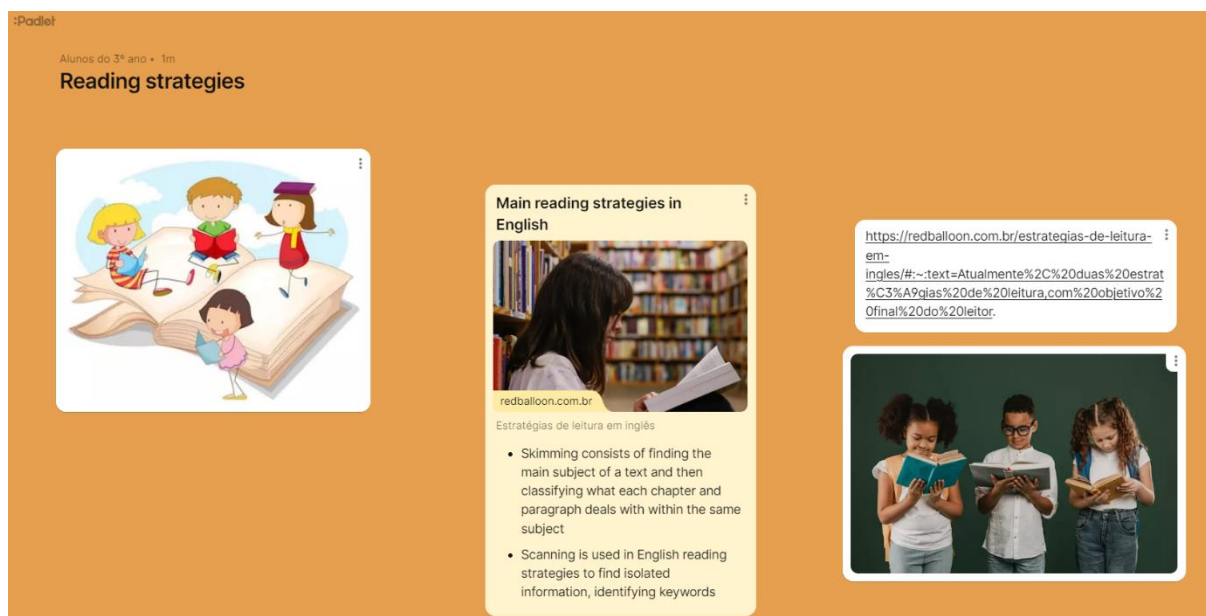 :Padlet
Alunos do 3º ano • 1m
Reading strategies
Main reading strategies in
English
redballoon.com.br
Estratégias de leitura em inglês
• Skimming consists of finding the
main subject of a text and then
classifying what each chapter and
paragraph deals with within the same
subject
• Scanning is used in English reading
strategies to find isolated
information, identifying keywords
https://redballoon.com.br/estrategias-de-leitura-
em-
ingles/#:~:text=Atualmente%2C%20duas%20estrat
%C3%A9gias%20de%20leitura,com%20objetivo%2
0final%20do%20leitor.